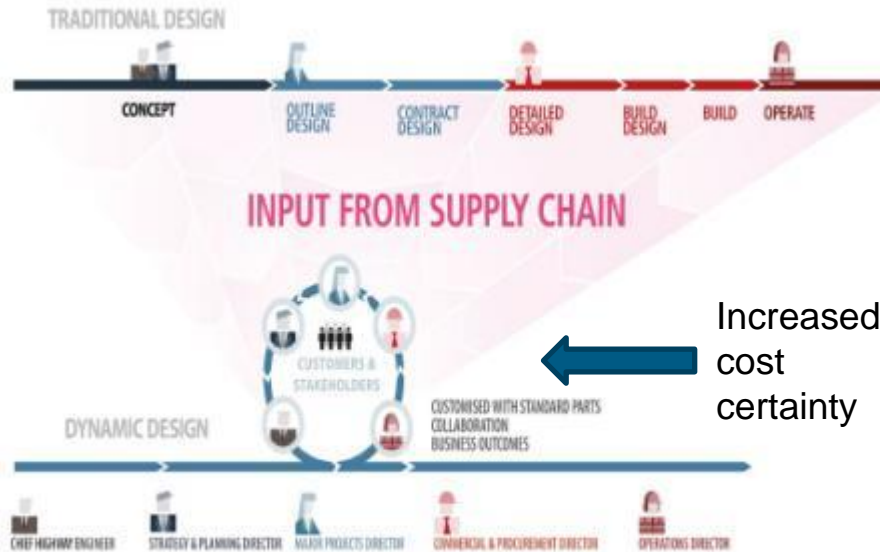 TRADITIONAL DESIGN
CONCEPT
OUTLINE
DESIGN
CONTRACT
DESIGN
DETAILED
DESIGN
BUILD
DESIGN
BUILD
OPERATE
INPUT FROM SUPPLY CHAIN
CUSTOMERS &
STAKEHOLDERS
Increased
cost
certainty
CUSTOMISED WITH STANDARD PARTS
COLLABORATION
BUSINESS OUTCOMES
DYNAMIC DESIGN
CHIEF HIGHWAY ENGINEER
STRATEGY & PLANNING DIRECTOR
MAJOR PROJECTS DIRECTOR
COMMERCIAL & PROCUREMENT DIRECTOR
OPERATIONS DIRECTOR